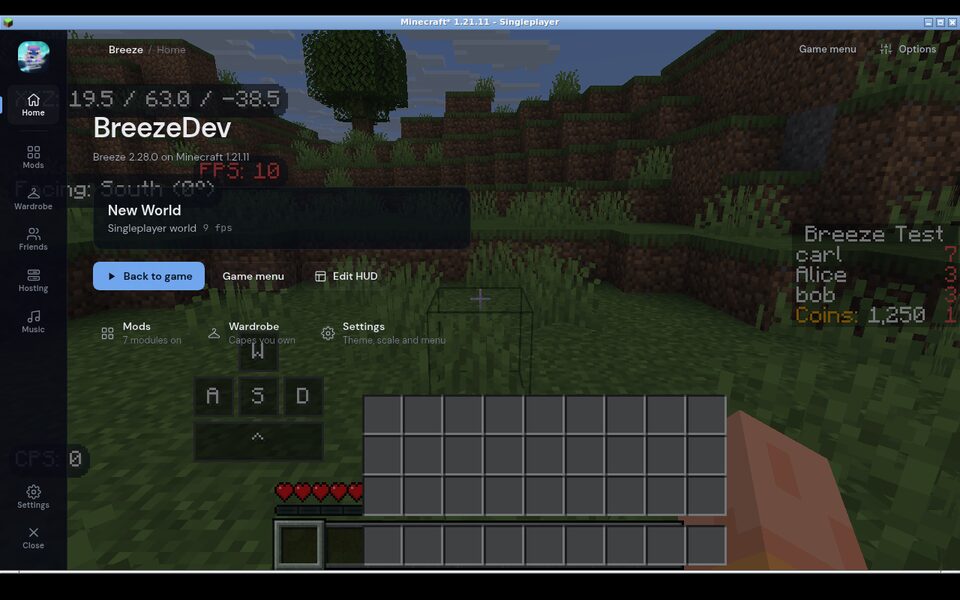 Minecraft* 1.21.11 - Singleplayer
Breeze / Home
Game menu
Options
19.5 / 63.0 / -38.5
Home
BreezeDev
Breeze 2.28.0 on Minecraft 1.21.11
FPS: 10
Mods
Facing: South (0°)
Wardrobe
New World
Singleplayer world 9 fps
Friends
Breeze Test
carl 7
Alice 3
bob 3
Coins: 1,250 1
Back to game
Game menu
Edit HUD
Hosting
Music
Mods
7 modules on
Wardrobe
Capes you own
Settings
Theme, scale and menu
W
A S D
^
CPS: 0
Settings
Close